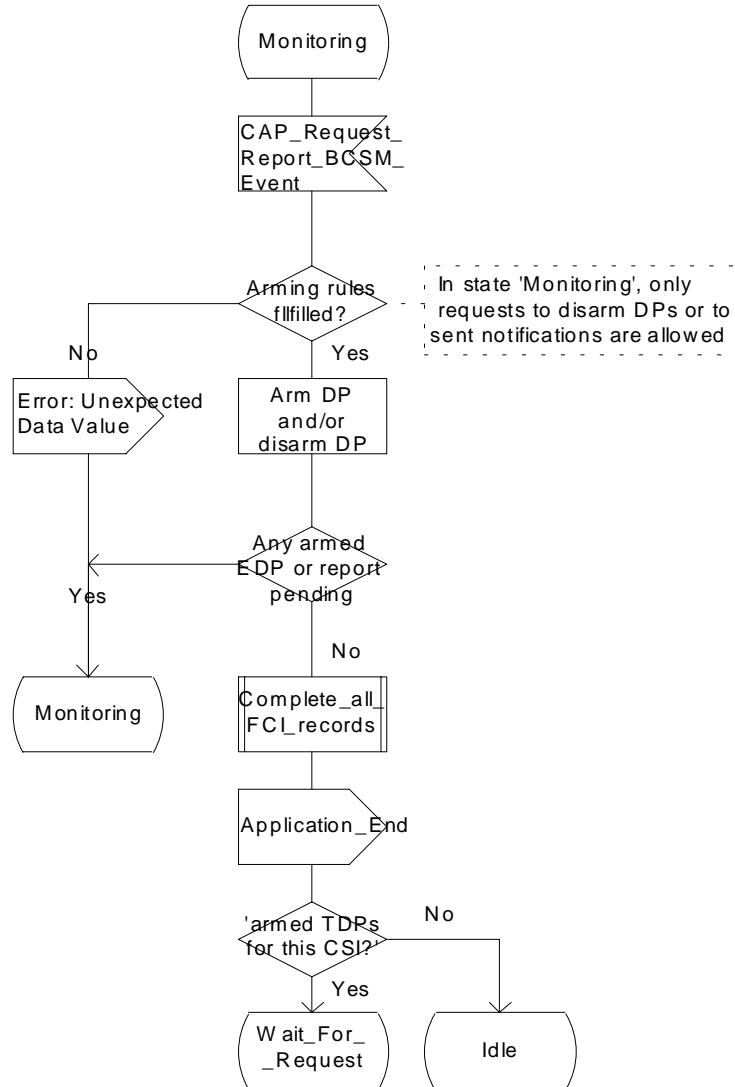 Monitoring
CAP_Request_
Report_BCSM_
Event
Arming rules
flfilled?
In state 'Monitoring', only
requests to disarm DPs or to
sent notifications are allowed
No
Yes
Error: Unexpected
Data Value
Arm DP
and/or
disarm DP
Any armed
EDP or report
pending
Yes
No
Monitoring
Complete_all_
FCI_records
Application_End
'armed TDPs
for this CSI?'
No
Yes
Wait_For_
_Request
Idle